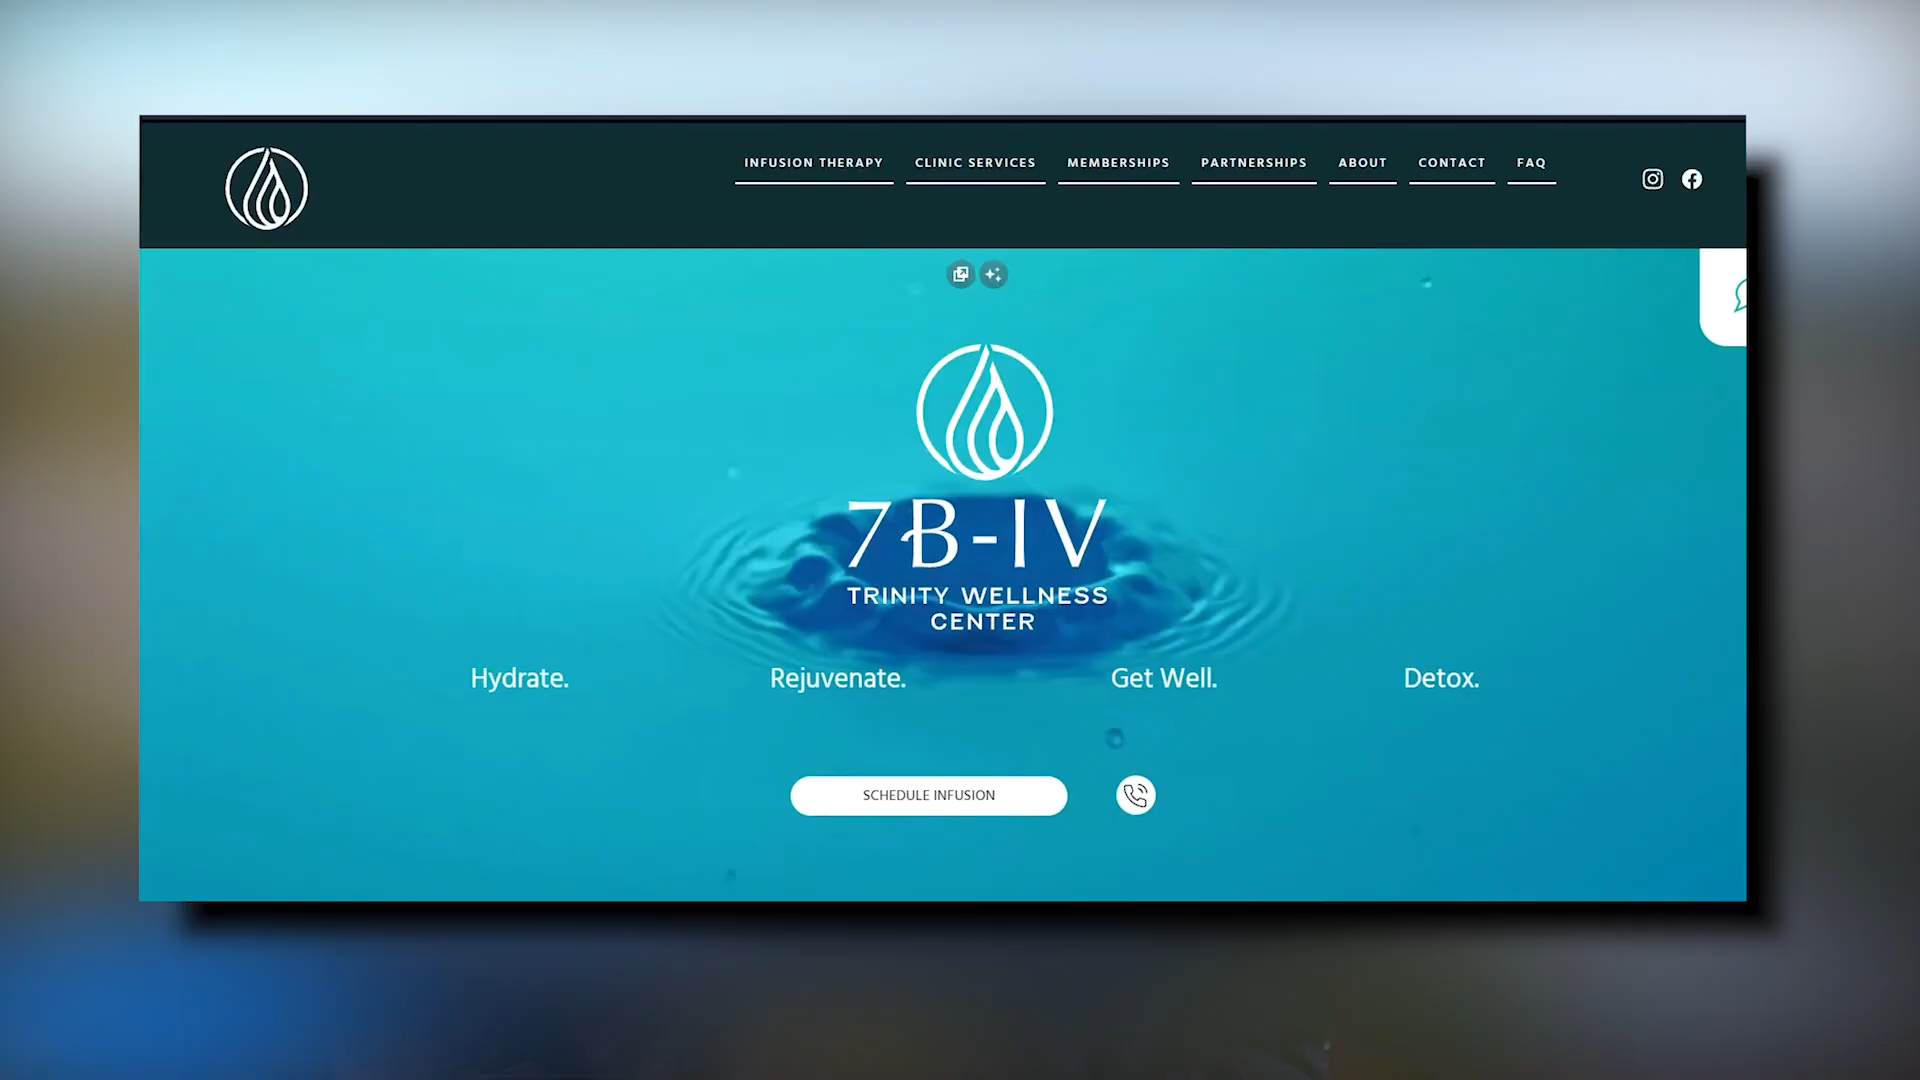 INFUSION THERAPY CLINIC SERVICES MEMBERSHIPS PARTNERSHIPS ABOUT CONTACT FAQ
7B-IV
TRINITY WELLNESS
CENTER
Hydrate. Rejuvenate. Get Well. Detox.
SCHEDULE INFUSION